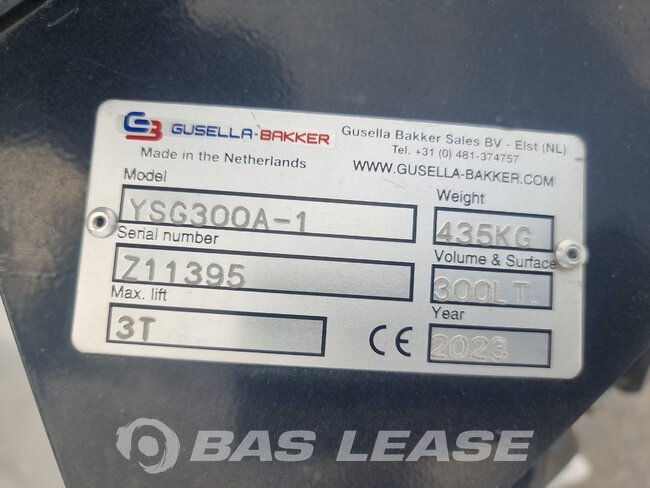 GB GUSELLA-BAKKER
Gusella Bakker Sales BV - Elst (NL)
Tel. +31 (0) 481-374757
Made in the Netherlands
WWW.GUSELLA-BAKKER.COM
Model
YSG300A-1
Weight
435KG
Serial number
Z11395
Volume & Surface
300LT.
Max. lift
3T
CE
Year
2023
BAS LEASE